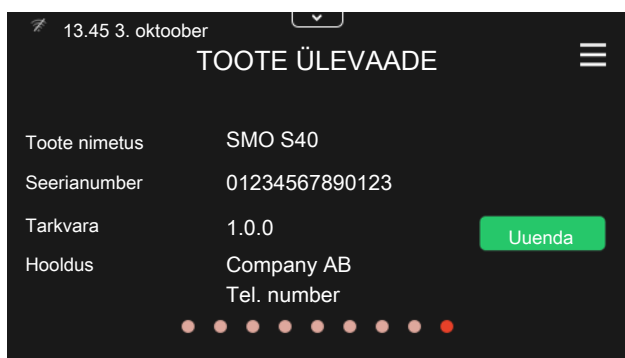 13.45 3. oktoober
TOOTE ÜLEVAADE
Toote nimetus SMO S40
Seerianumber 01234567890123
Tarkvara 1.0.0 Uuenda
Hooldus Company AB
Tel. number